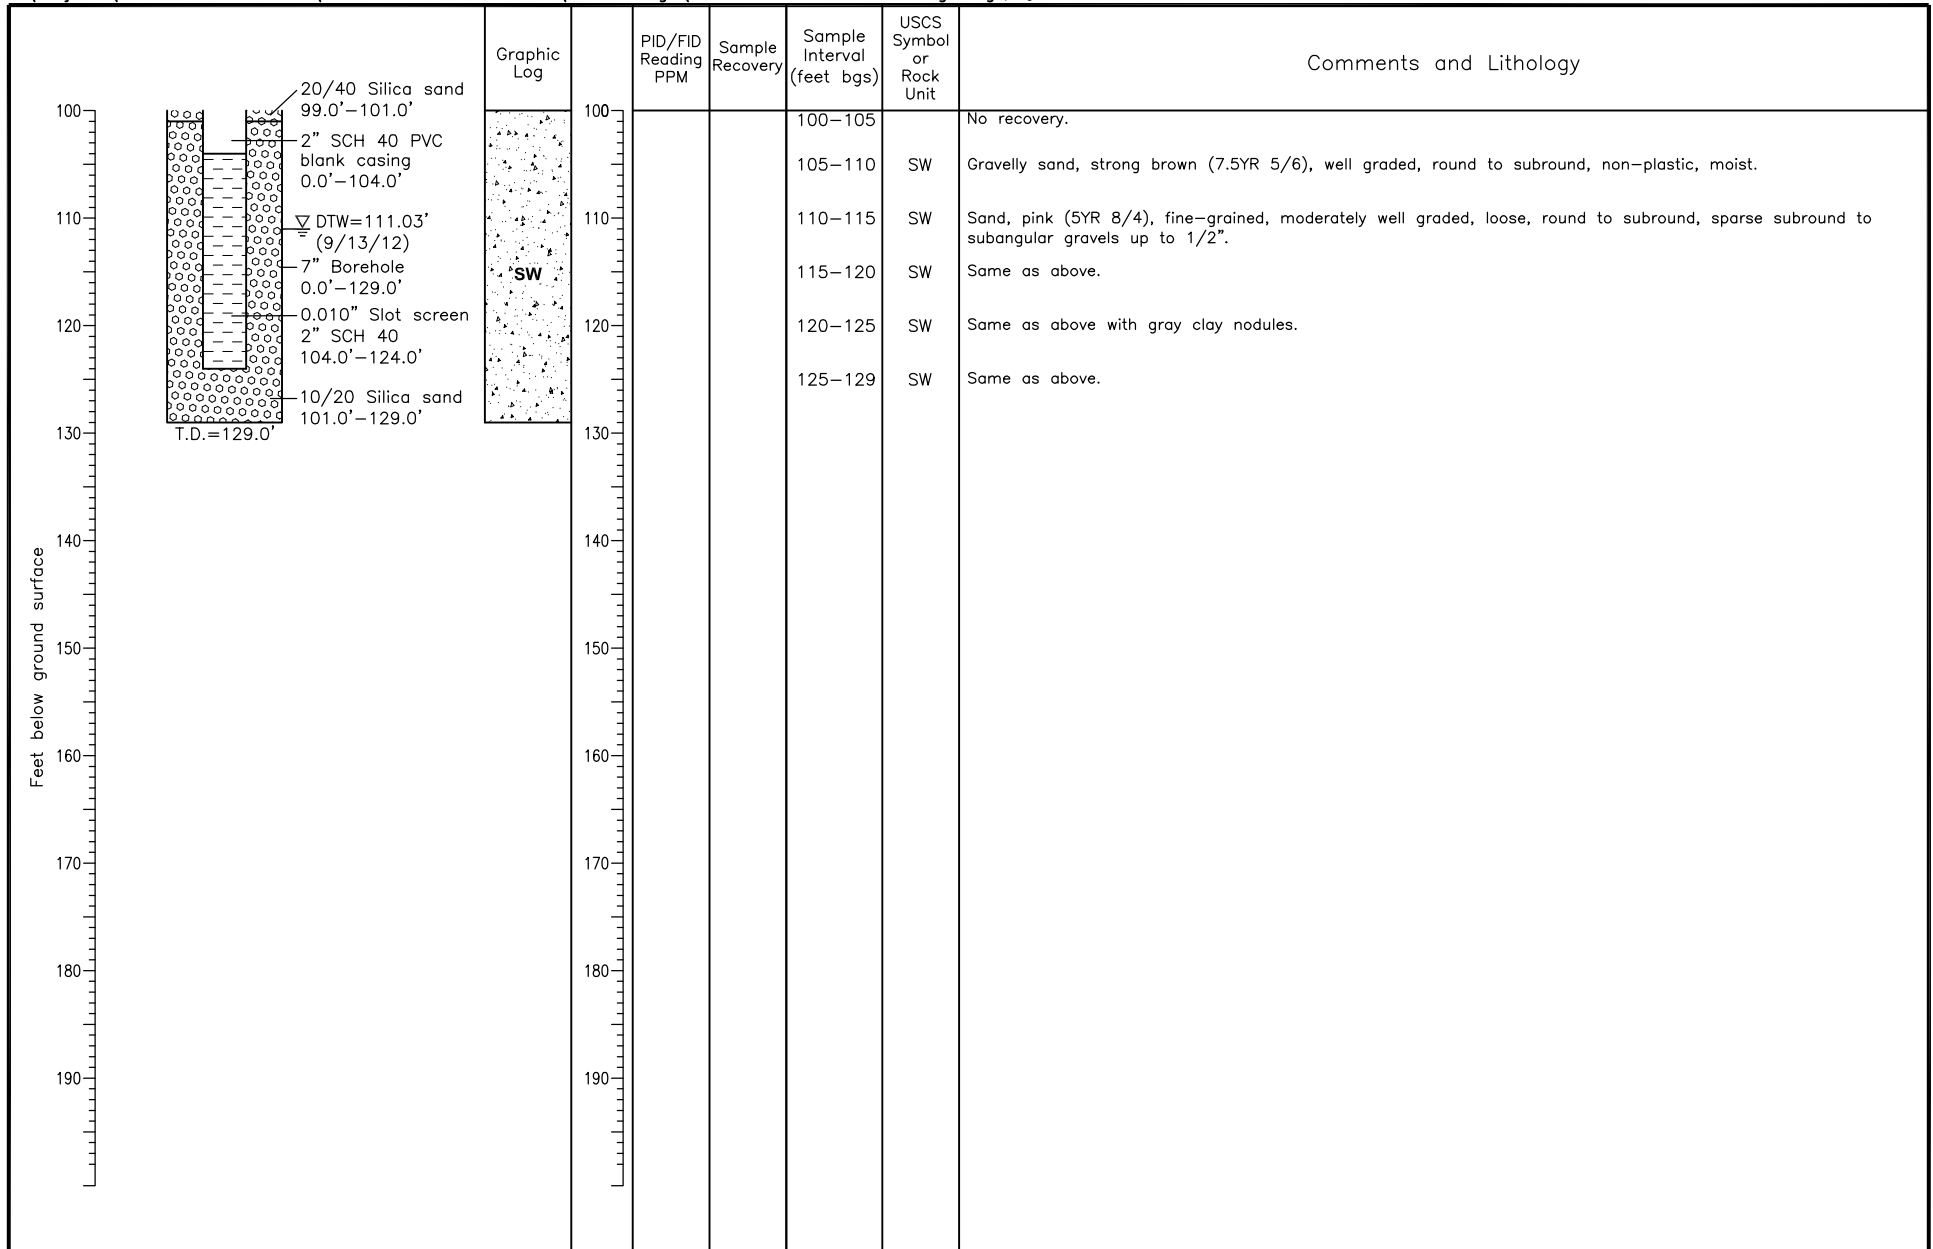 Graphic
Log
PID/FID
Reading
PPM
Sample
Recovery
Sample
Interval
(feet bgs)
USCS
Symbol
or
Rock
Unit
Comments and Lithology
Feet below ground surface
100
110
120
130
140
150
160
170
180
190
20/40 Silica sand
99.0'–101.0'
2" SCH 40 PVC
blank casing
0.0'–104.0'
DTW=111.03'
(9/13/12)
7" Borehole
0.0'–129.0'
0.010" Slot screen
2" SCH 40
104.0'–124.0'
10/20 Silica sand
101.0'–129.0'
T.D.=129.0'
SW
100
110
120
130
140
150
160
170
180
190
100–105 No recovery.
105–110 SW Gravelly sand, strong brown (7.5YR 5/6), well graded, round to subround, non-plastic, moist.
110–115 SW Sand, pink (5YR 8/4), fine–grained, moderately well graded, loose, round to subround, sparse subround to
subangular gravels up to 1/2".
115–120 SW Same as above.
120–125 SW Same as above with gray clay nodules.
125–129 SW Same as above.